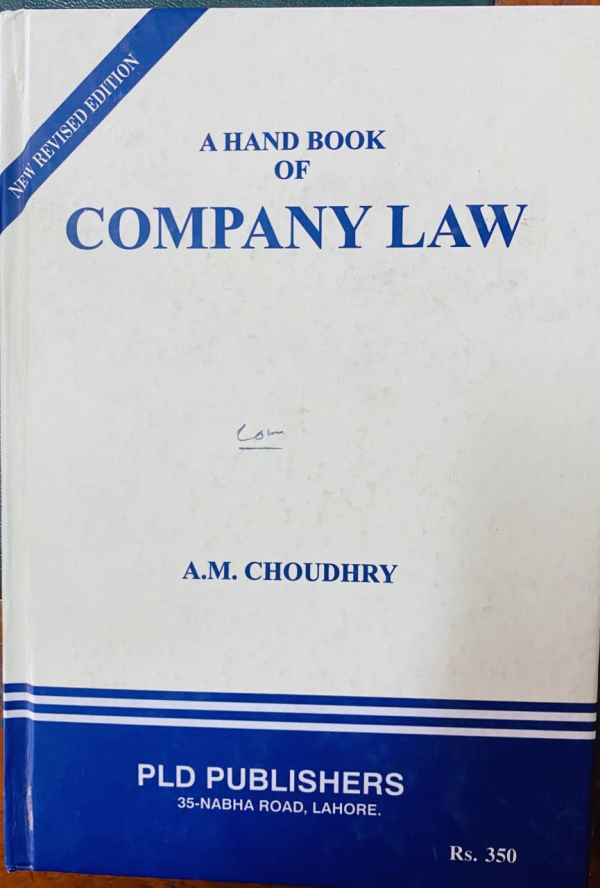 NEW REVISED EDITION
A HAND BOOK
OF
COMPANY LAW
A.M. CHOUDHRY
PLD PUBLISHERS
35-NABHA ROAD, LAHORE.
Rs. 350